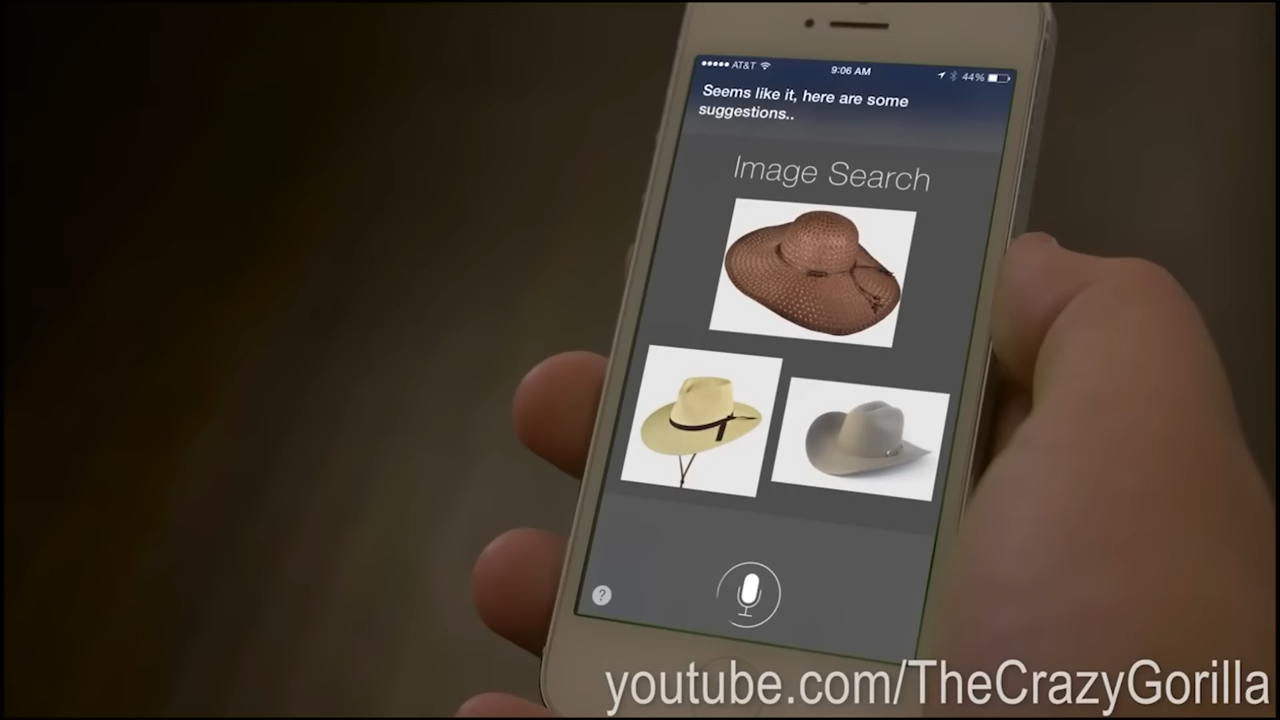 AT&T
9:06 AM
44%
Seems like it, here are some
suggestions..
Image Search
?
youtube.com/TheCrazyGorilla